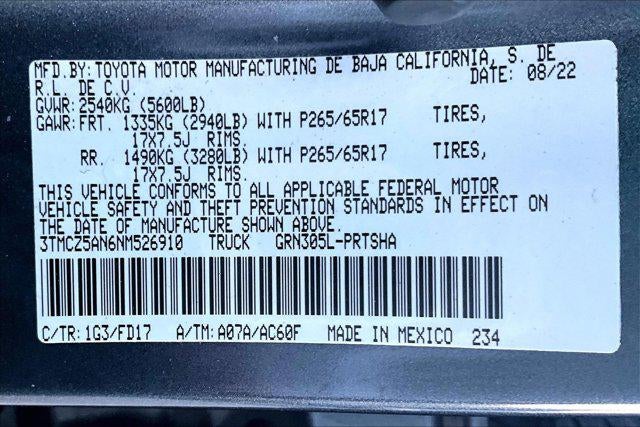 MFD.BY:TOYOTA MOTOR MANUFACTURING DE BAJA CALIFORNIA, S. DE
R.L. DE C.V. DATE: 08/22
GVWR:2540KG (5600LB)
GAWR:FRT. 1335KG (2940LB) WITH P265/65R17 TIRES,
17X7.5J RIMS.
RR. 1490KG (3280LB) WITH P265/65R17 TIRES,
17X7.5J RIMS.
THIS VEHICLE CONFORMS TO ALL APPLICABLE FEDERAL MOTOR
VEHICLE SAFETY AND THEFT PREVENTION STANDARDS IN EFFECT ON
THE DATE OF MANUFACTURE SHOWN ABOVE.
3TMCZ5AN6NM526910 TRUCK GRN305L-PRTSHA
C/TR:1G3/FD17 A/TM:A07A/AC60F MADE IN MEXICO 234